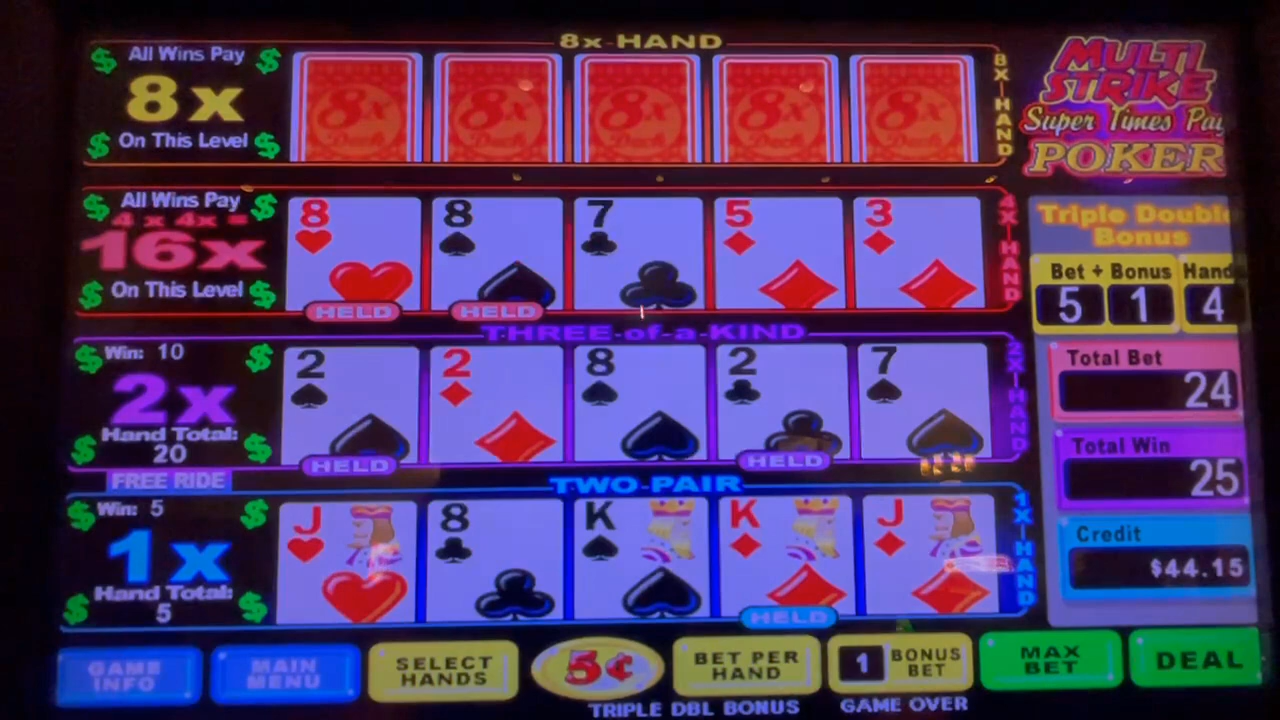 8x-HAND
All Wins Pay
8x
On This Level
8x
8x
8x
8x
8x
8X-HAND
MULTI
STRIKE
Super Times Pay
POKER
All Wins Pay
4 x 4x =
16x
On This Level
8
8
7
5
3
HELD
HELD
4X-HAND
Triple Double
Bonus
Bet + Bonus Hand
5 1 4
THREE-of-a-KIND
Win: 10
2x
Hand Total:
20
2
2
8
2
7
HELD
HELD
2X-HAND
Total Bet
24
Total Win
25
FREE RIDE
TWO-PAIR
Win: 5
1x
Hand Total:
5
J
8
K
K
J
HELD
1X-HAND
Credit
$44.15
GAME
INFO
MAIN
MENU
SELECT
HANDS
5¢
BET PER
HAND
1 BONUS
BET
MAX
BET
DEAL
TRIPLE DBL BONUS
GAME OVER